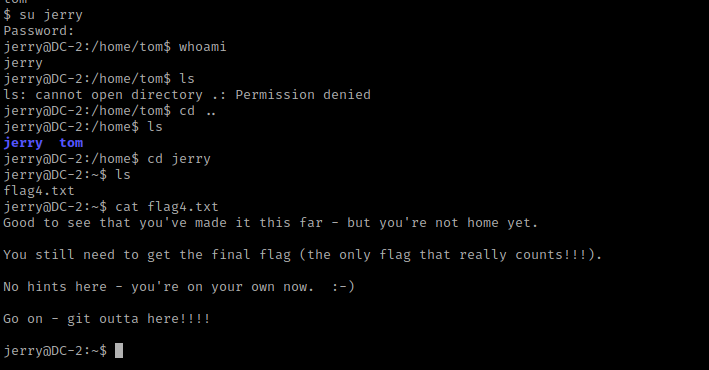 tom
$ su jerry
Password:
jerry@DC-2:/home/tom$ whoami
jerry
jerry@DC-2:/home/tom$ ls
ls: cannot open directory .: Permission denied
jerry@DC-2:/home/tom$ cd ..
jerry@DC-2:/home$ ls
jerry  tom
jerry@DC-2:/home$ cd jerry
jerry@DC-2:~$ ls
flag4.txt
jerry@DC-2:~$ cat flag4.txt
Good to see that you've made it this far - but you're not home yet.
You still need to get the final flag (the only flag that really counts!!!).
No hints here - you're on your own now.  :-)
Go on - git outta here!!!!
jerry@DC-2:~$